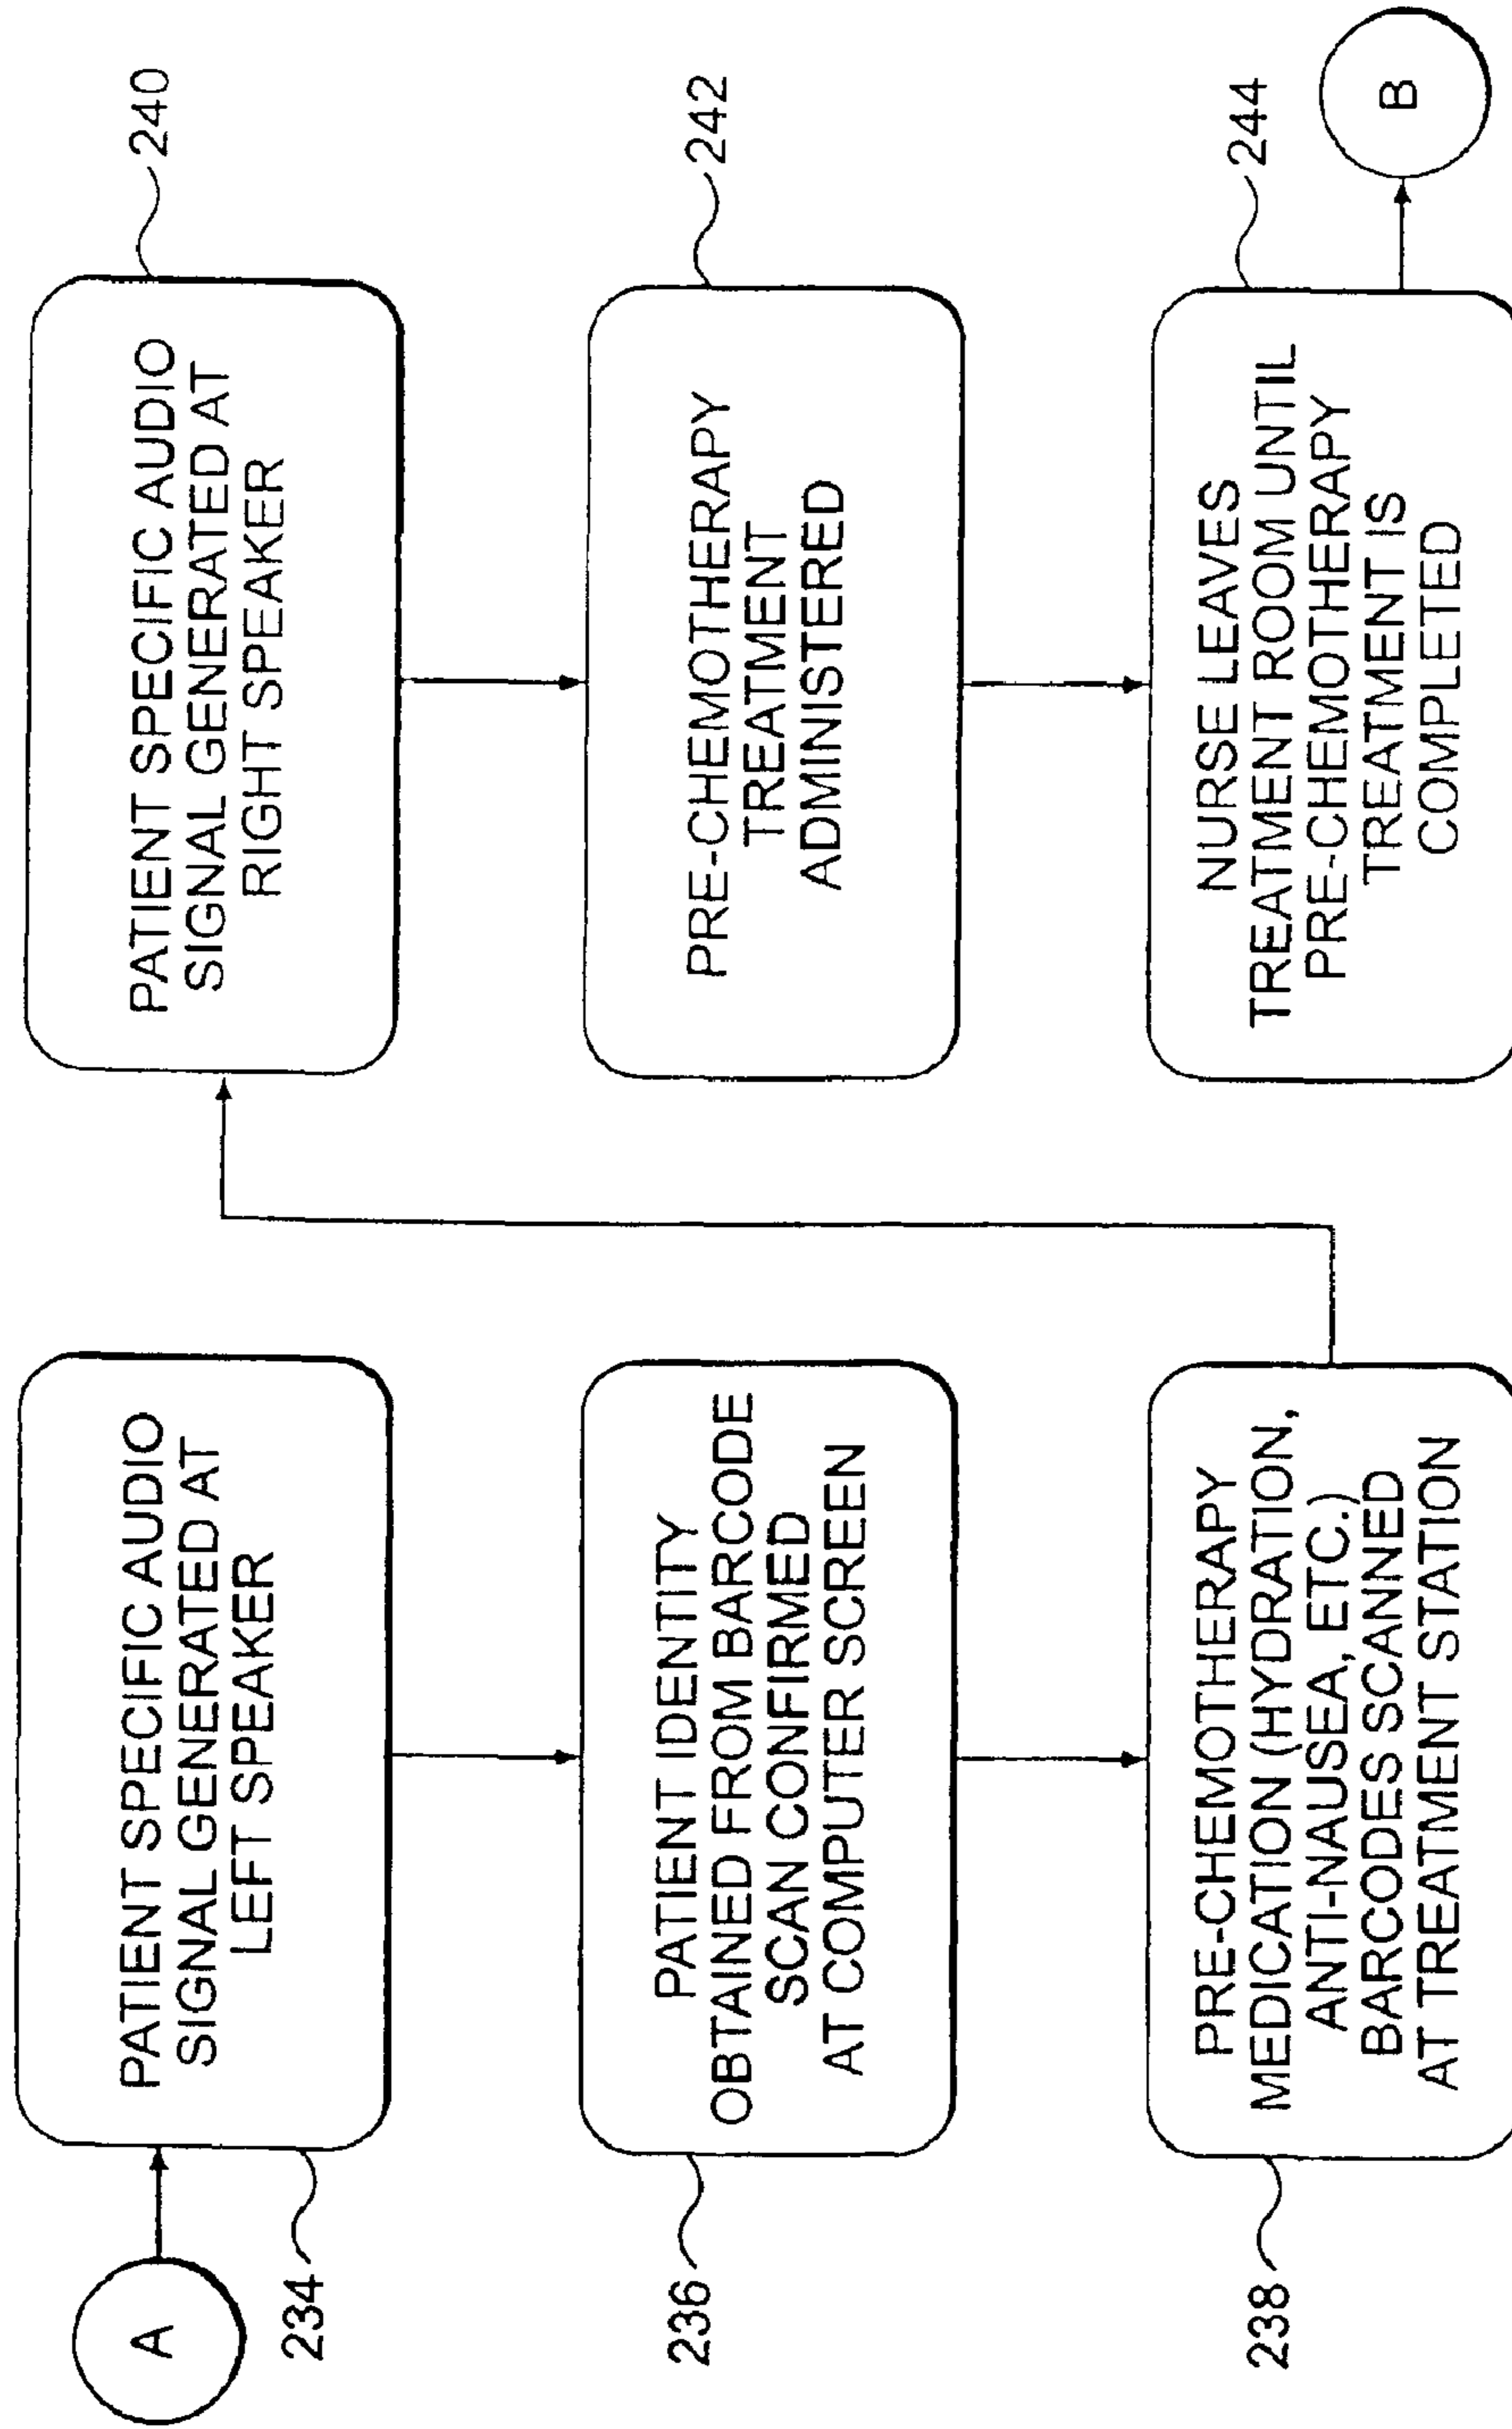 A
234
PATIENT SPECIFIC AUDIO
SIGNAL GENERATED AT
LEFT SPEAKER
236
PATIENT IDENTITY
OBTAINED FROM BARCODE
SCAN CONFIRMED
AT COMPUTER SCREEN
238
PRE-CHEMOTHERAPY
MEDICATION (HYDRATION,
ANTI-NAUSEA, ETC.)
BARCODES SCANNED
AT TREATMENT STATION
240
PATIENT SPECIFIC AUDIO
SIGNAL GENERATED AT
RIGHT SPEAKER
242
PRE-CHEMOTHERAPY
TREATMENT
ADMINISTERED
244
NURSE LEAVES
TREATMENT ROOM UNTIL
PRE-CHEMOTHERAPY
TREATMENT IS
COMPLETED
B